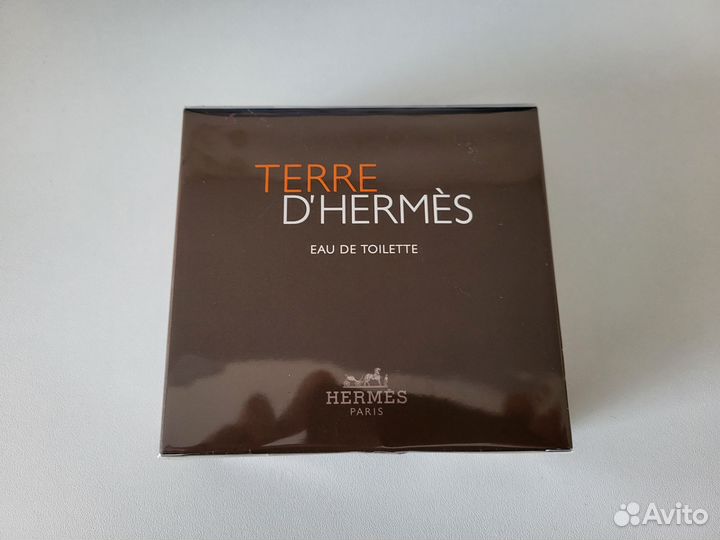 TERRE
D'HERMÈS
EAU DE TOILETTE
HERMÈS
PARIS
Avito